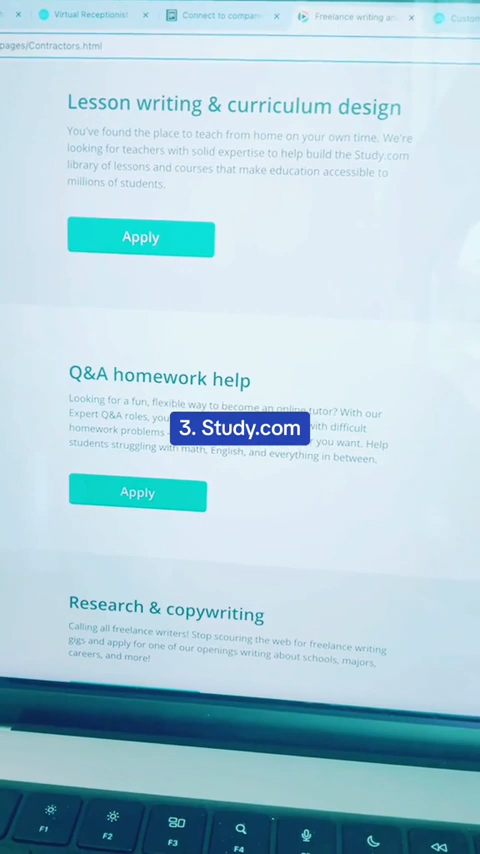 Virtual Receptionist
Connect to compan
Freelance writing an
Custom
pages/Contractors.html
Lesson writing & curriculum design
You've found the place to teach from home on your own time. We're
looking for teachers with solid expertise to help build the Study.com
library of lessons and courses that make education accessible to
millions of students.
Apply
Q&A homework help
Looking for a fun, flexible way to become an online tutor? With our
Expert Q&A roles, you with difficult
3. Study.com
homework problems you want. Help
students struggling with math, English, and everything in between.
Apply
Research & copywriting
Calling all freelance writers! Stop scouring the web for freelance writing
gigs and apply for one of our openings writing about schools, majors,
careers, and more!
F1
F2
F3
F4